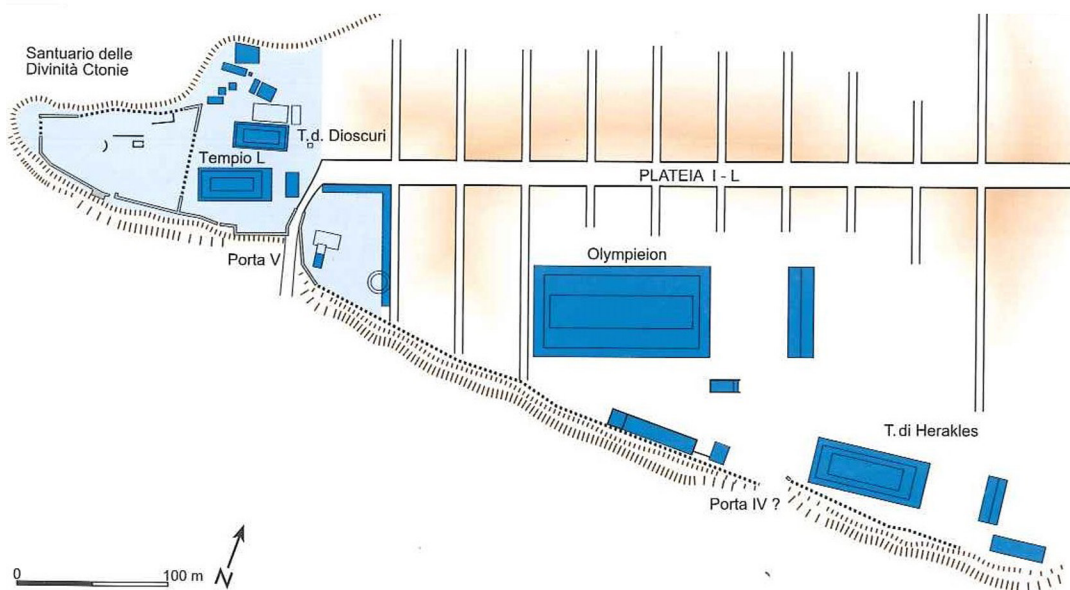 Santuario delle
Divinità Ctonie
T. d. Dioscuri
Tempio L
PLATEIA I - L
Porta V
Olympieion
T. di Herakles
Porta IV ?
0 100 m
N